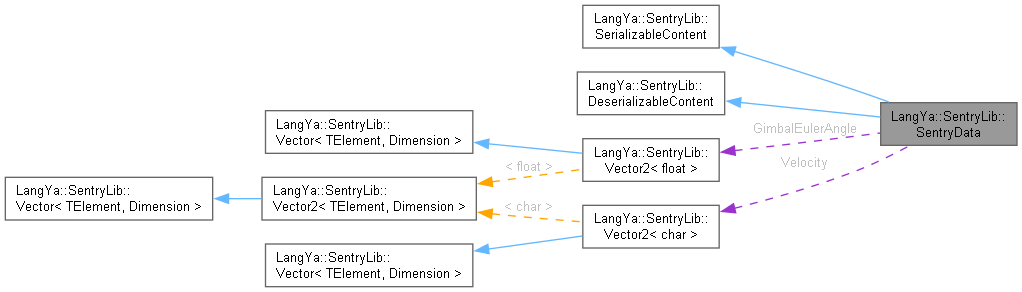 LangYa::SentryLib::
SerializableContent
LangYa::SentryLib::
DeserializableContent
LangYa::SentryLib::
SentryData
LangYa::SentryLib::
Vector< TElement, Dimension >
GimbalEulerAngle
LangYa::SentryLib::
Vector2< float >
Velocity
< float >
LangYa::SentryLib::
Vector< TElement, Dimension >
LangYa::SentryLib::
Vector2< TElement, Dimension >
< char >
LangYa::SentryLib::
Vector2< char >
LangYa::SentryLib::
Vector< TElement, Dimension >